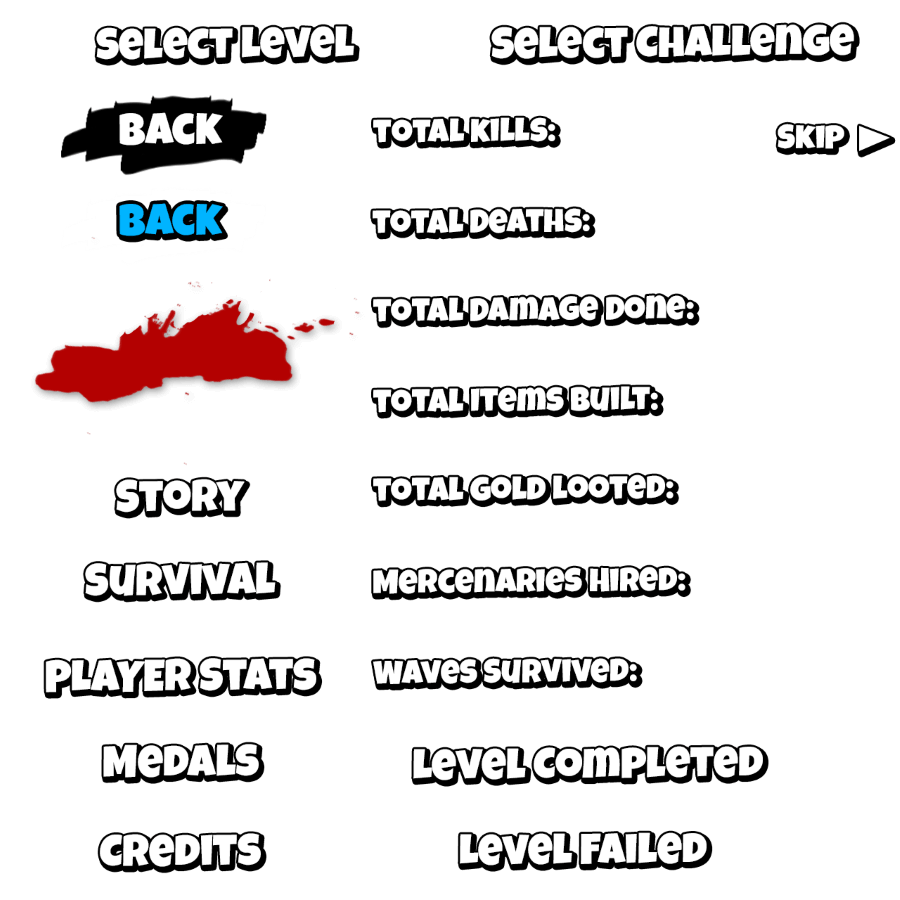 SeLeCT LeVeL
SeLeCT CHALLenGe
BACK
TOTAL KILLS:
SKIP
BACK
TOTAL DeATHS:
TOTAL DAmAGe DOne:
TOTAL ITems BuILT:
STORY
TOTAL GOLD LOOTeD:
SuRVIVAL
MeRCenARIeS HIReD:
PLAYER STATS
WAVeS SuRVIVeD:
MeDALS
LeVeL COmPLeTeD
CReDITS
LeVeL FAILeD